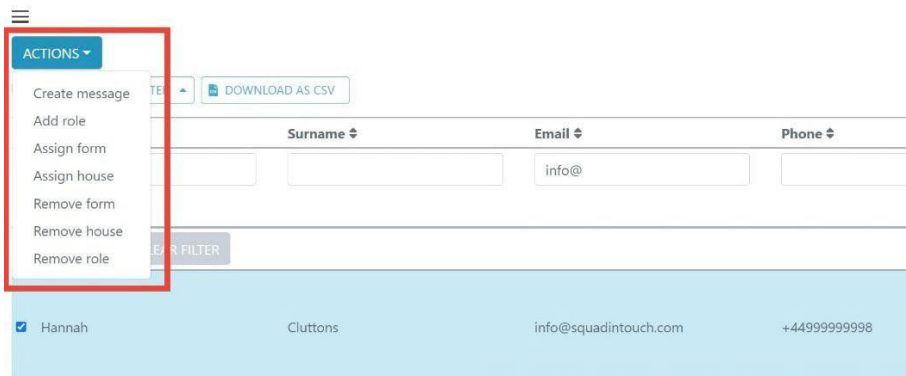 ACTIONS
Create message
DOWNLOAD AS CSV
Add role
Surname Email Phone
Assign form
Assign house
info@
Remove form
Remove house
Remove role
Hannah Cluttons info@squadintouch.com +44999999998